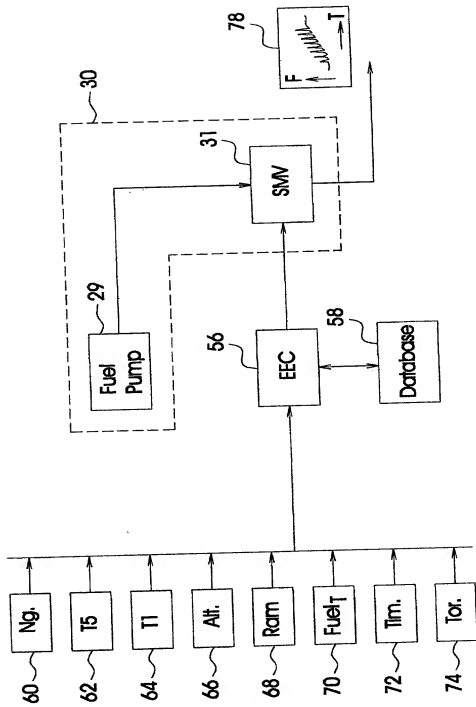 60
Ng.
62
T5
64
T1
66
Alt.
68
Ram
70
FuelT
72
Tim.
74
Tor.
30
29
Fuel
Pump
31
SMV
56
EEC
58
Database
78
F
T